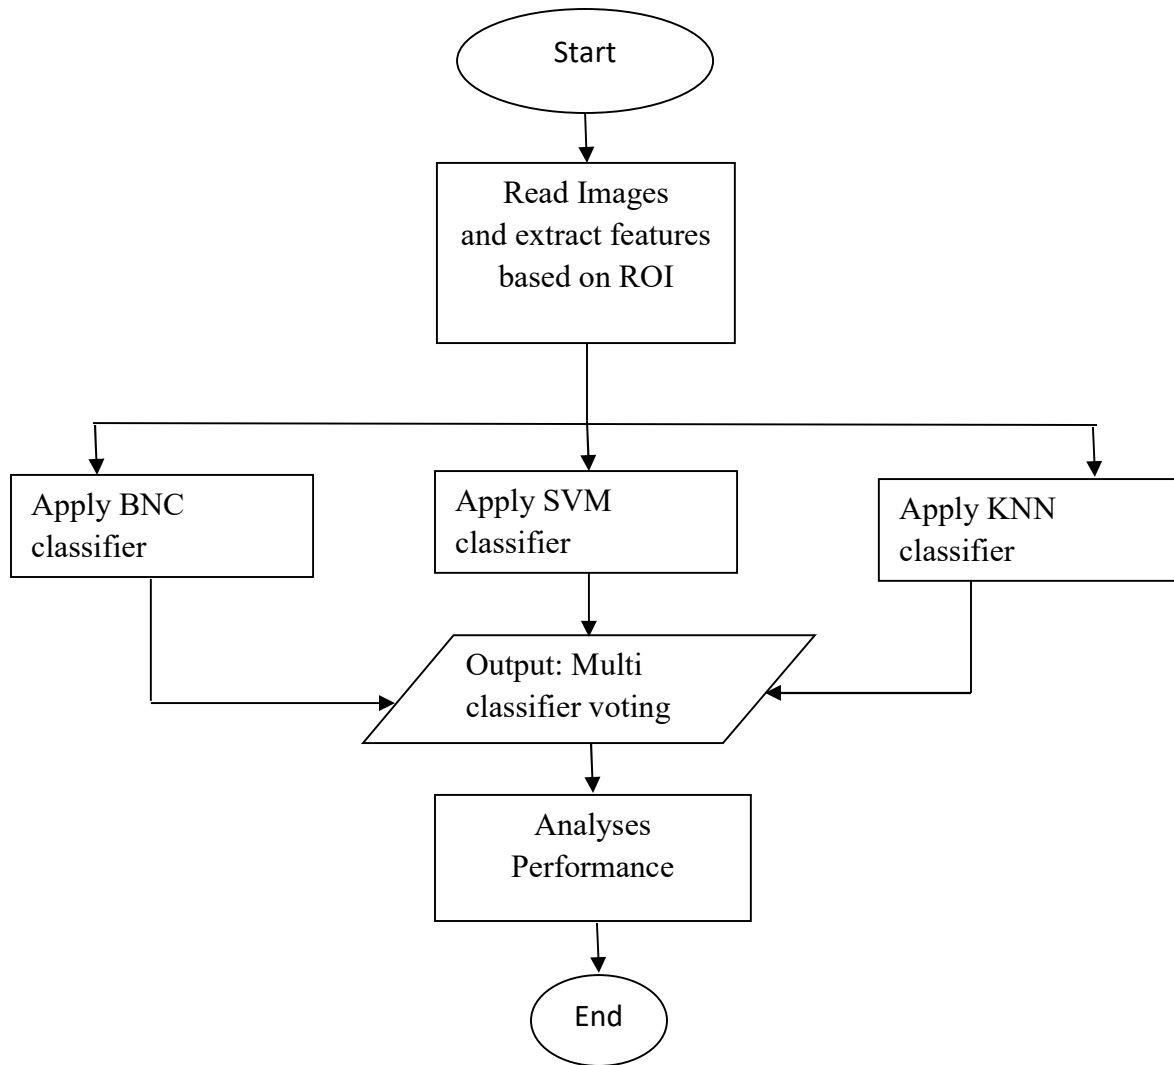 Start
Read Images
and extract features
based on ROI
Apply BNC
classifier
Apply SVM
classifier
Apply KNN
classifier
Output: Multi
classifier voting
Analyses
Performance
End